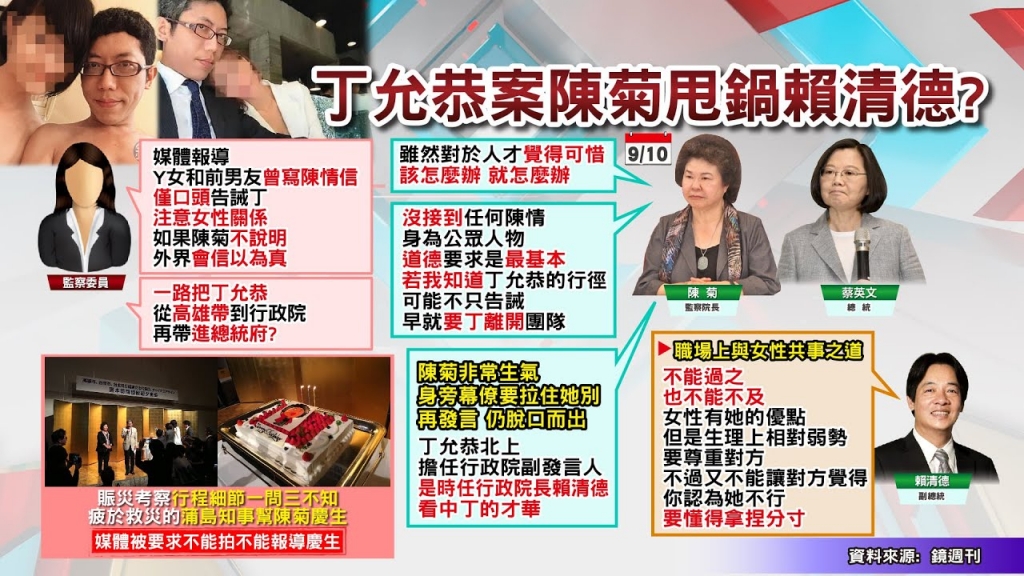 丁允恭案陳菊甩鍋賴清德?
媒體報導
Y女和前男友曾寫陳情信
僅口頭告誡丁
注意女性關係
如果陳菊不說明
外界會信以為真
監察委員
一路把丁允恭
從高雄帶到行政院
再帶進總統府?
賑災考察行程細節一問三不知
疲於救災的蒲島知事幫陳菊慶生
媒體被要求不能拍不能報導慶生
雖然對於人才覺得可惜
該怎麼辦 就怎麼辦
9/10
沒接到任何陳情
身為公眾人物
道德要求是最基本
若我知道丁允恭的行徑
可能不只告誡
早就要丁離開團隊
陳菊
監察院長
蔡英文
總統
陳菊非常生氣
身旁幕僚要拉住她別
再發言 仍脫口而出
丁允恭北上
擔任行政院副發言人
是時任行政院長賴清德
看中丁的才華
職場上與女性共事之道
不能過之
也不能不及
女性有她的優點
但是生理上相對弱勢
要尊重對方
不過又不能讓對方覺得
你認為她不行
要懂得拿捏分寸
賴清德
副總統
資料來源: 鏡週刊